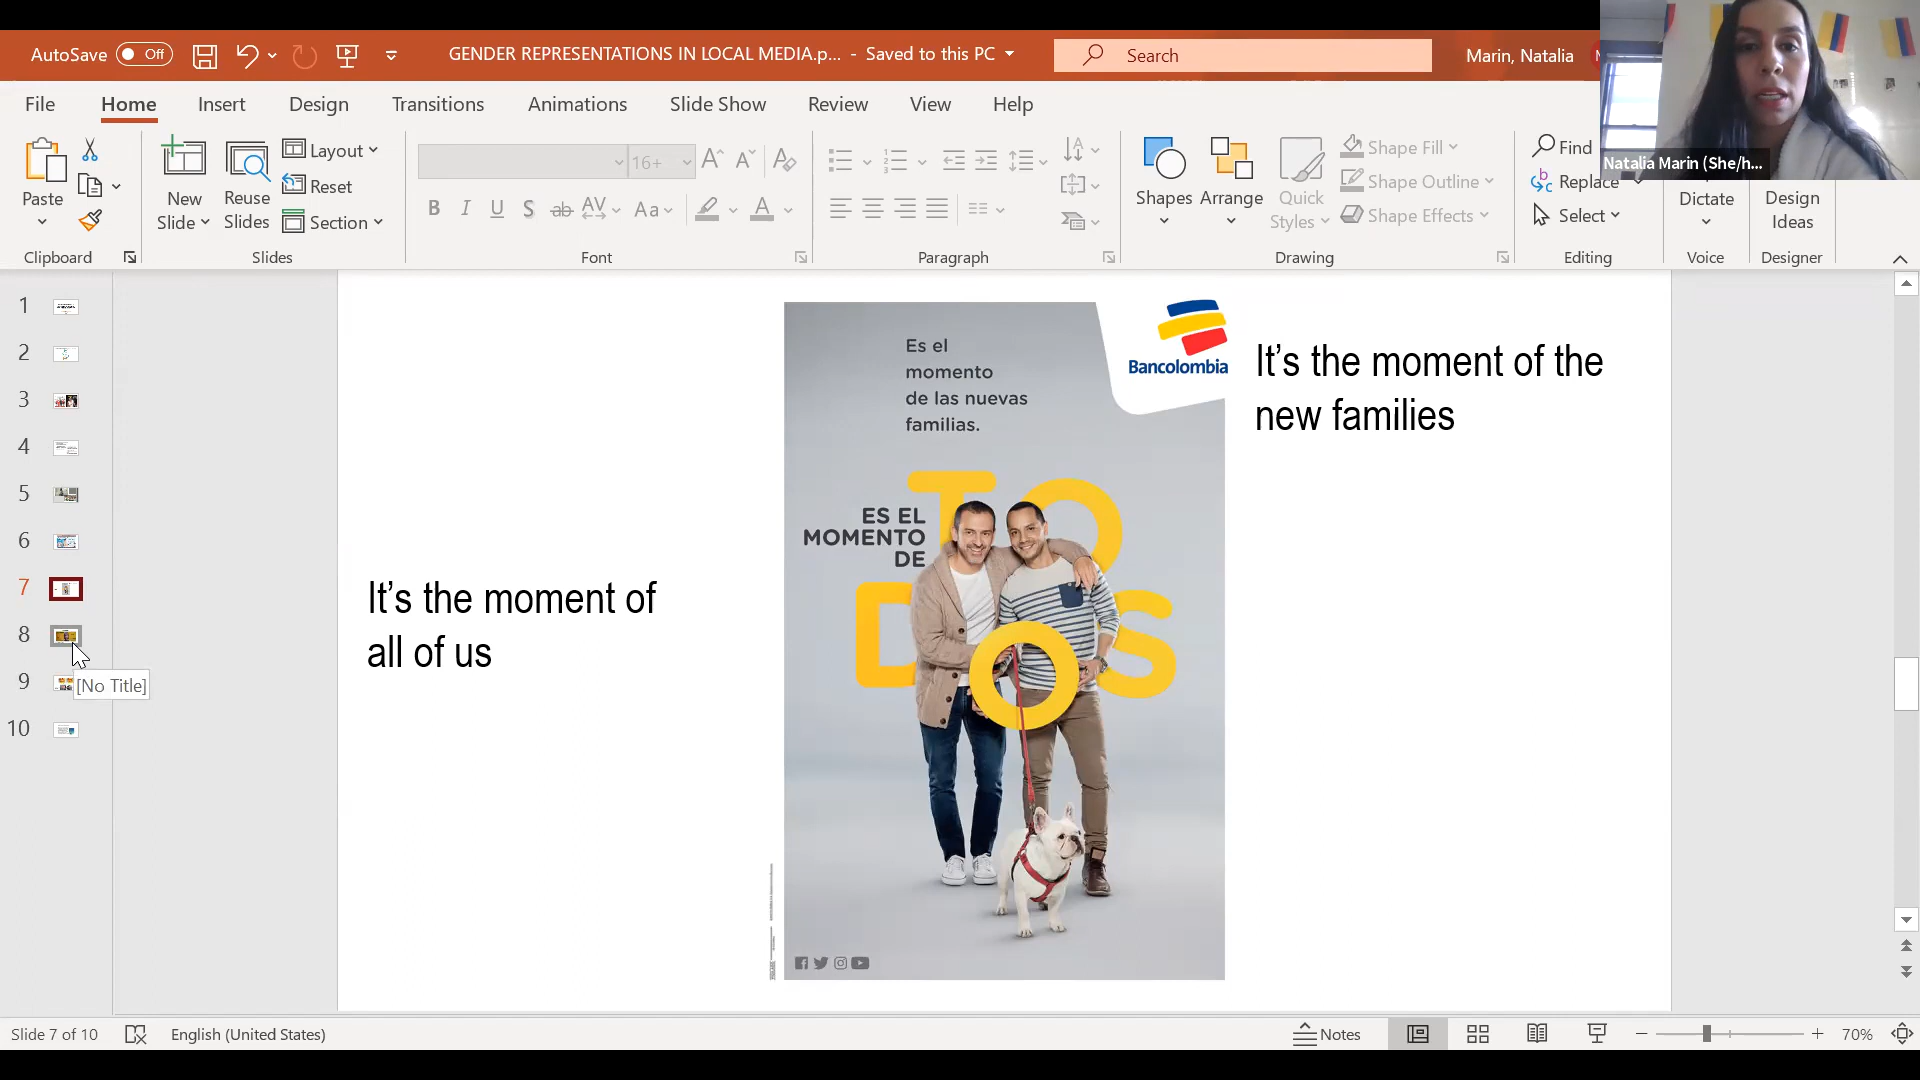 AutoSave Off
GENDER REPRESENTATIONS IN LOCAL MEDIA.p... - Saved to this PC
Search
Marin, Natalia
File Home Insert Design Transitions Animations Slide Show Review View Help
Paste
New Slide
Reuse Slides
Layout
Reset
Section
16+
Aa
Shapes
Arrange
Quick Styles
Shape Fill
Shape Outline
Shape Effects
Find
Replace
Select
Dictate
Design Ideas
Natalia Marin (She/h...
Clipboard Slides Font Paragraph Drawing Editing Voice Designer
1
2
3
4
5
6
7
8
9
10
[No Title]
It's the moment of
all of us
Es el
momento
de las nuevas
familias.
Bancolombia
ES EL
MOMENTO
DE
TO
DOS
It's the moment of the
new families
Slide 7 of 10 English (United States) Notes 70%